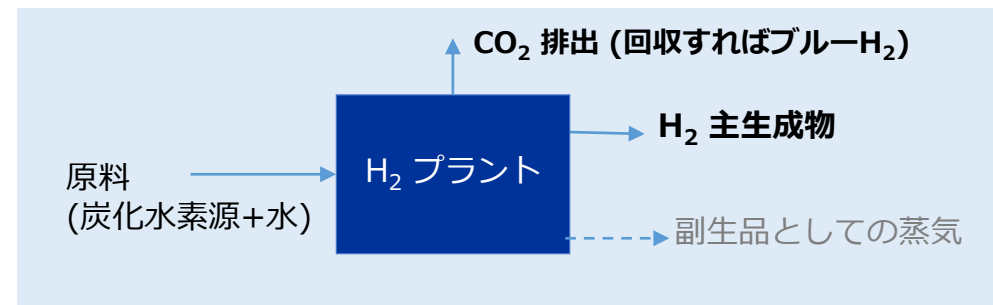 CO₂ 排出 (回収すればブルーH₂)
H₂ 主生成物
H₂ プラント
原料
(炭化水素源+水)
副生品としての蒸気